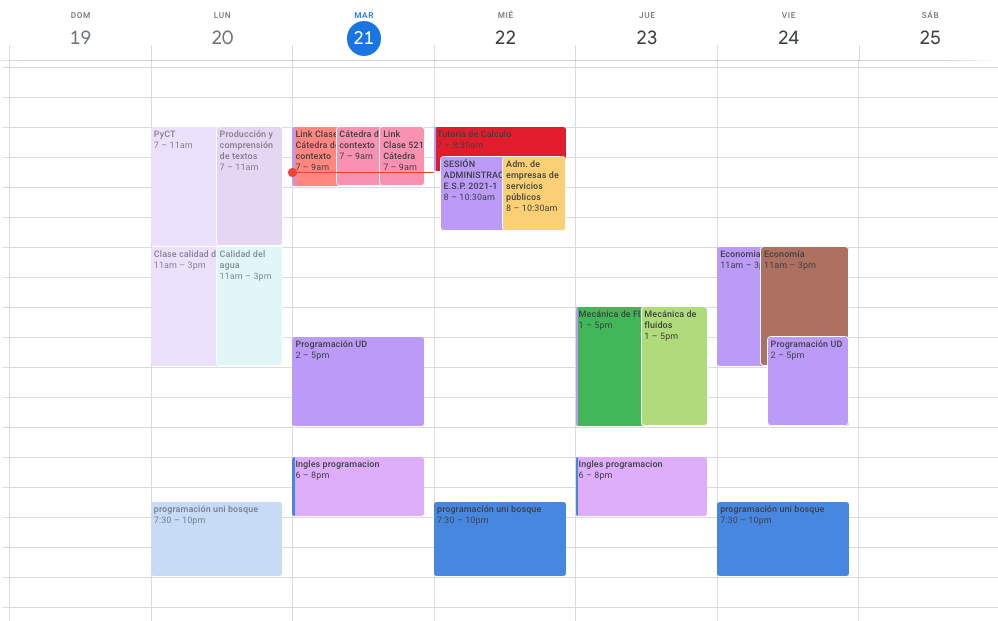 DOM
19
LUN
20
MAR
21
MIÉ
22
JUE
23
VIE
24
SÁB
25
PyCT
7 – 11am
Producción y
comprensión
de textos
7 – 11am
Clase calidad d
11am – 3pm
Calidad del
agua
11am – 3pm
programación uni bosque
7:30 – 10pm
Link Clase
Cátedra d
contexto
7 – 9am
Cátedra d
contexto
7 – 9am
Link
Clase 521
Cátedra
7 – 9am
Programación UD
2 – 5pm
Ingles programacion
6 – 8pm
Tutoria de Calculo
7 – 8:30am
SESIÓN
ADMINISTRAC
E.S.P. 2021-1
8 – 10:30am
Adm. de
empresas de
servicios
públicos
8 – 10:30am
programación uni bosque
7:30 – 10pm
Mecánica de Fl
1 – 5pm
Mecánica de
fluidos
1 – 5pm
Ingles programacion
6 – 8pm
Economia
11am – 3p
Economía
11am – 3pm
Programación UD
2 – 5pm
programación uni bosque
7:30 – 10pm